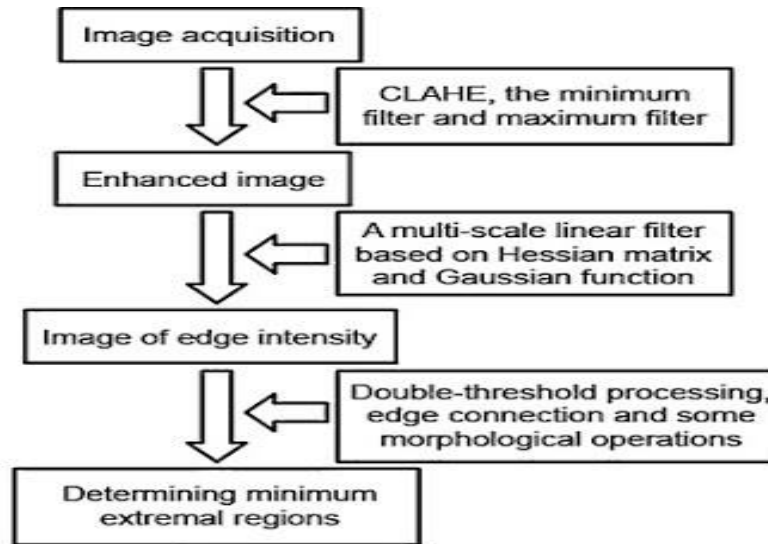 Image acquisition
CLAHE, the minimum
filter and maximum filter
Enhanced image
A multi-scale linear filter
based on Hessian matrix
and Gaussian function
Image of edge intensity
Double-threshold processing,
edge connection and some
morphological operations
Determining minimum
extremal regions